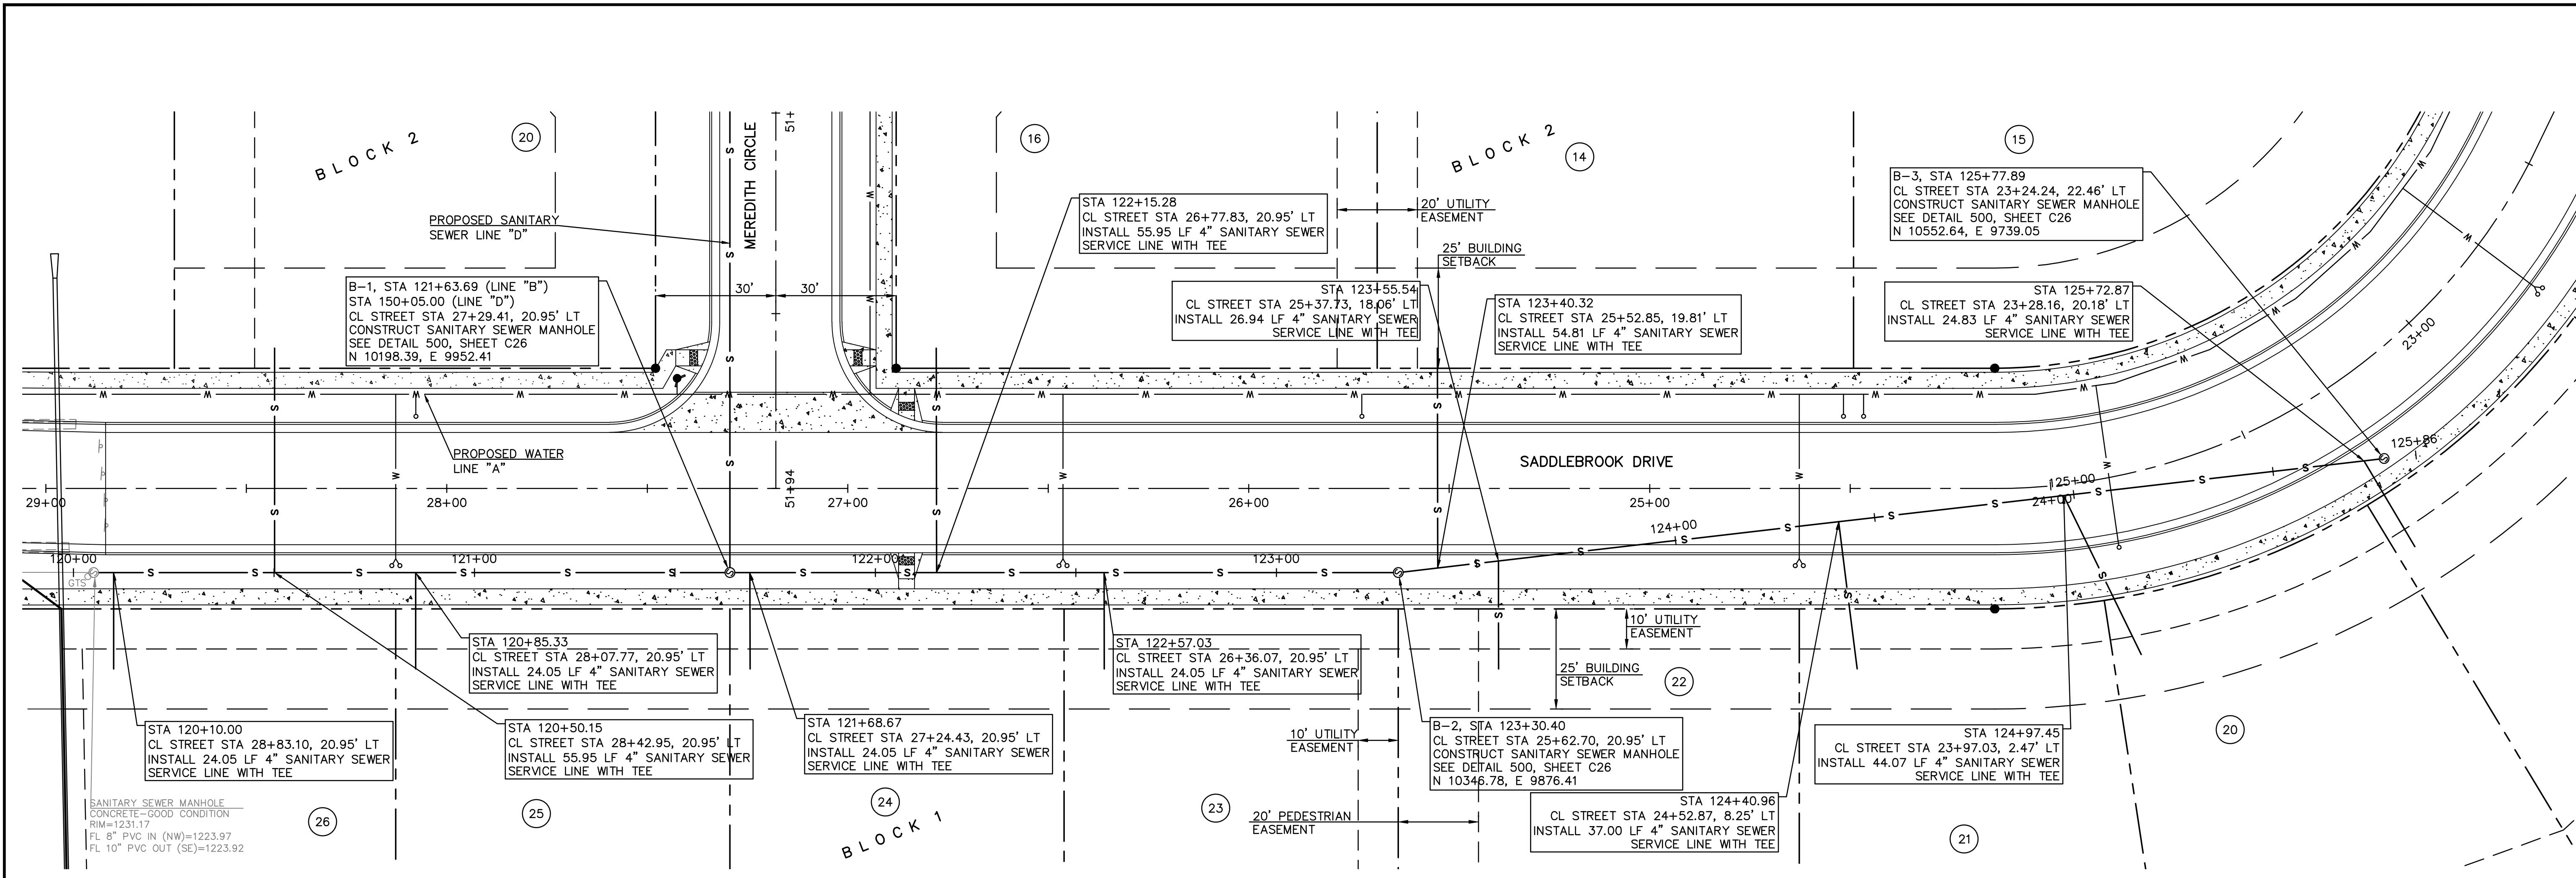 BLOCK 2
20
16
BLOCK 2
14
15
MEREDITH CIRCLE
51+
PROPOSED SANITARY
SEWER LINE "D"
B-1, STA 121+63.69 (LINE "B")
STA 150+05.00 (LINE "D")
CL STREET STA 27+29.41, 20.95' LT
CONSTRUCT SANITARY SEWER MANHOLE
SEE DETAIL 500, SHEET C26
N 10198.39, E 9952.41
30'
30'
STA 122+15.28
CL STREET STA 26+77.83, 20.95' LT
INSTALL 55.95 LF 4" SANITARY SEWER
SERVICE LINE WITH TEE
20' UTILITY
EASEMENT
25' BUILDING
SETBACK
STA 123+55.54
CL STREET STA 25+37.73, 18.06' LT
INSTALL 26.94 LF 4" SANITARY SEWER
SERVICE LINE WITH TEE
STA 123+40.32
CL STREET STA 25+52.85, 19.81' LT
INSTALL 54.81 LF 4" SANITARY SEWER
SERVICE LINE WITH TEE
B-3, STA 125+77.89
CL STREET STA 23+24.24, 22.46' LT
CONSTRUCT SANITARY SEWER MANHOLE
SEE DETAIL 500, SHEET C26
N 10552.64, E 9739.05
STA 125+72.87
CL STREET STA 23+28.16, 20.18' LT
INSTALL 24.83 LF 4" SANITARY SEWER
SERVICE LINE WITH TEE
W W W W W W W W W W W W W W W W W W W W W W W W W W W W W
PROPOSED WATER
LINE "A"
SADDLEBROOK DRIVE
29+00
28+00
51+94
27+00
26+00
25+00
24+00
23+00
120+00
121+00
122+00
123+00
124+00
125+00
125+86
S S S S S S S S S S S S S S S S S S S S S S S S S S S S S S S S
GTS
STA 120+85.33
CL STREET STA 28+07.77, 20.95' LT
INSTALL 24.05 LF 4" SANITARY SEWER
SERVICE LINE WITH TEE
STA 122+57.03
CL STREET STA 26+36.07, 20.95' LT
INSTALL 24.05 LF 4" SANITARY SEWER
SERVICE LINE WITH TEE
10' UTILITY
EASEMENT
25' BUILDING
SETBACK
22
STA 120+10.00
CL STREET STA 28+83.10, 20.95' LT
INSTALL 24.05 LF 4" SANITARY SEWER
SERVICE LINE WITH TEE
STA 120+50.15
CL STREET STA 28+42.95, 20.95' LT
INSTALL 55.95 LF 4" SANITARY SEWER
SERVICE LINE WITH TEE
STA 121+68.67
CL STREET STA 27+24.43, 20.95' LT
INSTALL 24.05 LF 4" SANITARY SEWER
SERVICE LINE WITH TEE
10' UTILITY
EASEMENT
B-2, STA 123+30.40
CL STREET STA 25+62.70, 20.95' LT
CONSTRUCT SANITARY SEWER MANHOLE
SEE DETAIL 500, SHEET C26
N 10346.78, E 9876.41
STA 124+97.45
CL STREET STA 23+97.03, 2.47' LT
INSTALL 44.07 LF 4" SANITARY SEWER
SERVICE LINE WITH TEE
20
SANITARY SEWER MANHOLE
CONCRETE-GOOD CONDITION
RIM=1231.17
FL 8" PVC IN (NW)=1223.97
FL 10" PVC OUT (SE)=1223.92
26
25
24
BLOCK 1
23
20' PEDESTRIAN
EASEMENT
STA 124+40.96
CL STREET STA 24+52.87, 8.25' LT
INSTALL 37.00 LF 4" SANITARY SEWER
SERVICE LINE WITH TEE
21